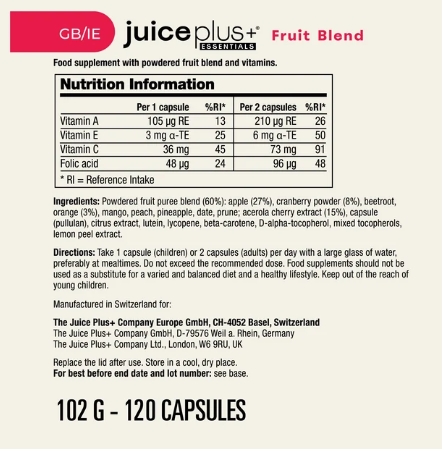 GB/IE juice plus+ ESSENTIALS Fruit Blend
Food supplement with powdered fruit blend and vitamins.
Nutrition Information
Per 1 capsule %RI* Per 2 capsules %RI*
Vitamin A 105 µg RE 13 210 µg RE 26
Vitamin E 3 mg α-TE 25 6 mg α-TE 50
Vitamin C 36 mg 45 73 mg 91
Folic acid 48 µg 24 96 µg 48
* RI = Reference Intake
Ingredients: Powdered fruit puree blend (60%): apple (27%), cranberry powder (8%), beetroot,
orange (3%), mango, peach, pineapple, date, prune; acerola cherry extract (15%), capsule
(pullulan), citrus extract, lutein, lycopene, beta-carotene, D-alpha-tocopherol, mixed tocopherols,
lemon peel extract.
Directions: Take 1 capsule (children) or 2 capsules (adults) per day with a large glass of water,
preferably at mealtimes. Do not exceed the recommended dose. Food supplements should not be
used as a substitute for a varied and balanced diet and a healthy lifestyle. Keep out of the reach of
young children.
Manufactured in Switzerland for:
The Juice Plus+ Company Europe GmbH, CH-4052 Basel, Switzerland
The Juice Plus+ Company GmbH, D-79576 Weil a. Rhein, Germany
The Juice Plus+ Company Ltd., London, W6 9RU, UK
Replace the lid after use. Store in a cool, dry place.
For best before end date and lot number: see base.
102 G - 120 CAPSULES